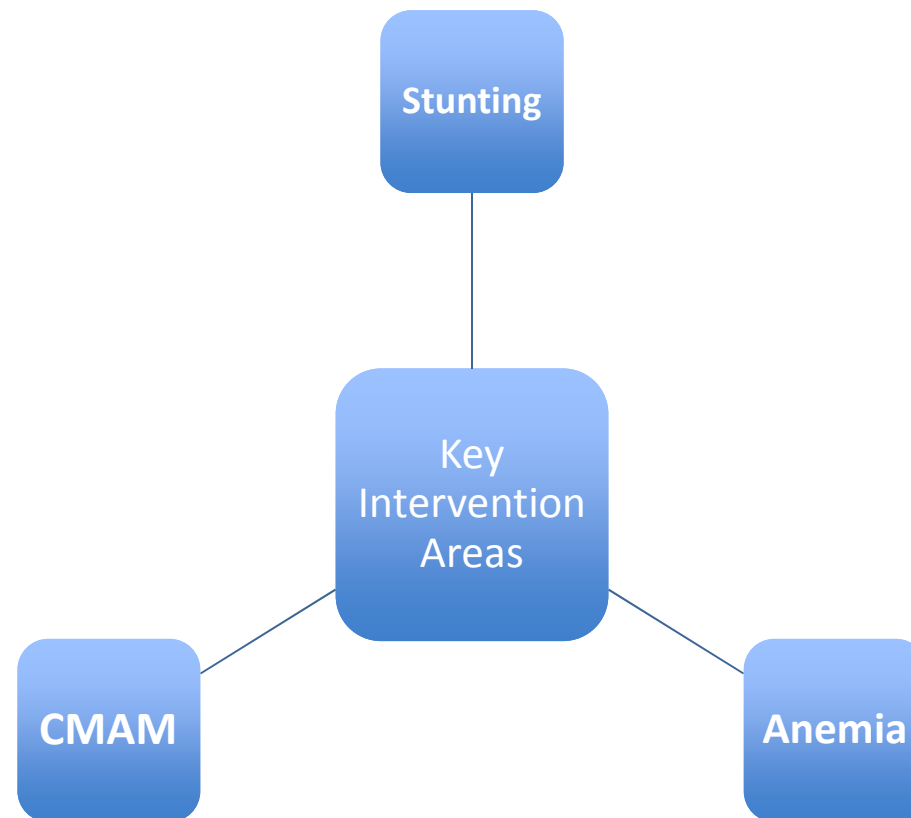 Stunting
Key
Intervention
Areas
CMAM
Anemia